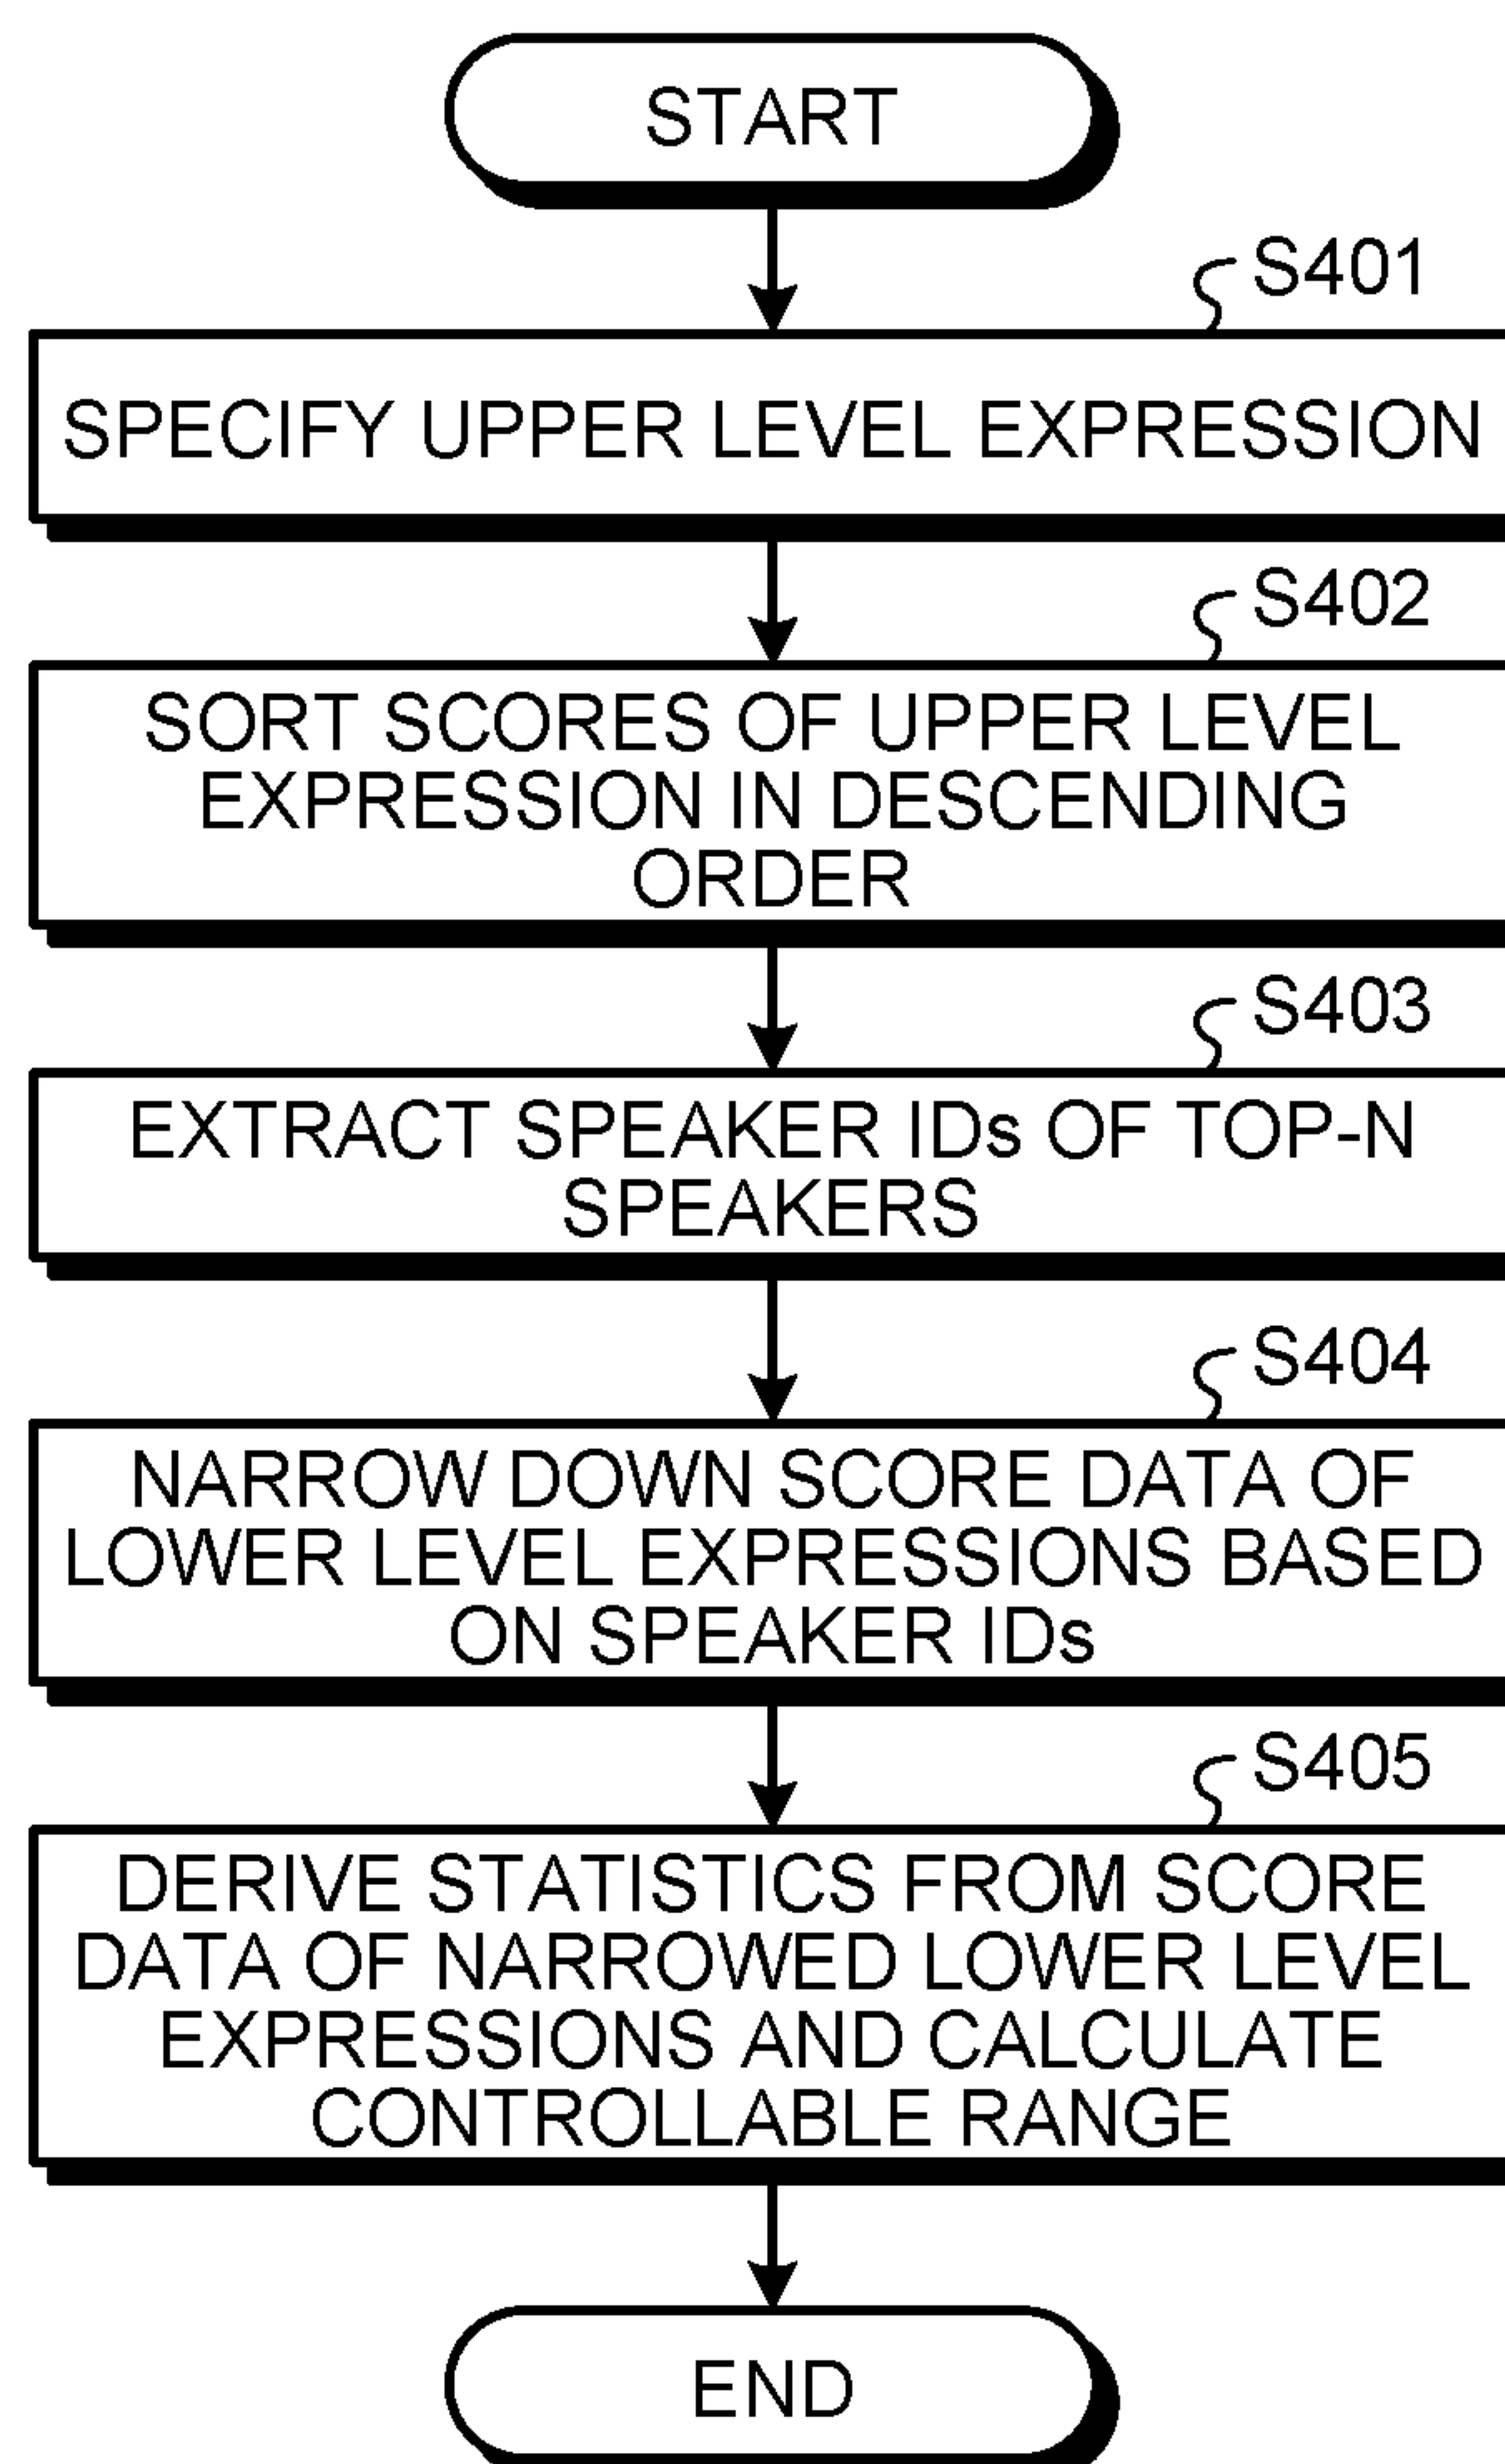 START
S401
SPECIFY UPPER LEVEL EXPRESSION
S402
SORT SCORES OF UPPER LEVEL
EXPRESSION IN DESCENDING
ORDER
S403
EXTRACT SPEAKER IDs OF TOP-N
SPEAKERS
S404
NARROW DOWN SCORE DATA OF
LOWER LEVEL EXPRESSIONS BASED
ON SPEAKER IDs
S405
DERIVE STATISTICS FROM SCORE
DATA OF NARROWED LOWER LEVEL
EXPRESSIONS AND CALCULATE
CONTROLLABLE RANGE
END